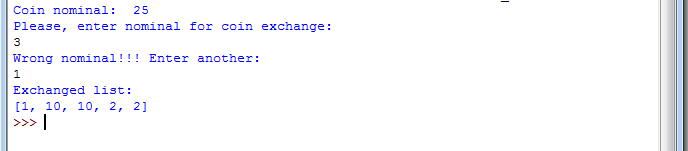 Coin nominal:  25
Please, enter nominal for coin exchange:
3
Wrong nominal!!! Enter another:
1
Exchanged list:
[1, 10, 10, 2, 2]
>>>